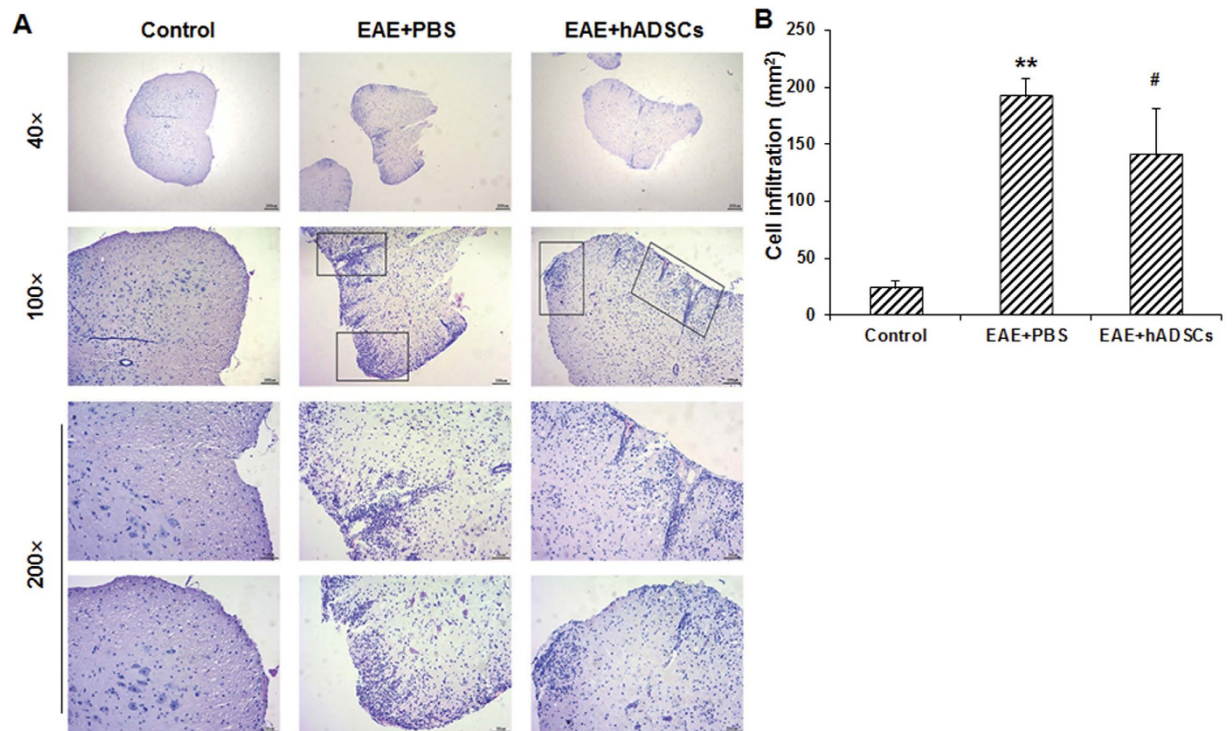 A
Control
EAE+PBS
EAE+hADSCs
40×
100×
200×
B
Cell infiltration (mm²)
250
200
150
100
50
0
**
#
Control
EAE+PBS
EAE+hADSCs